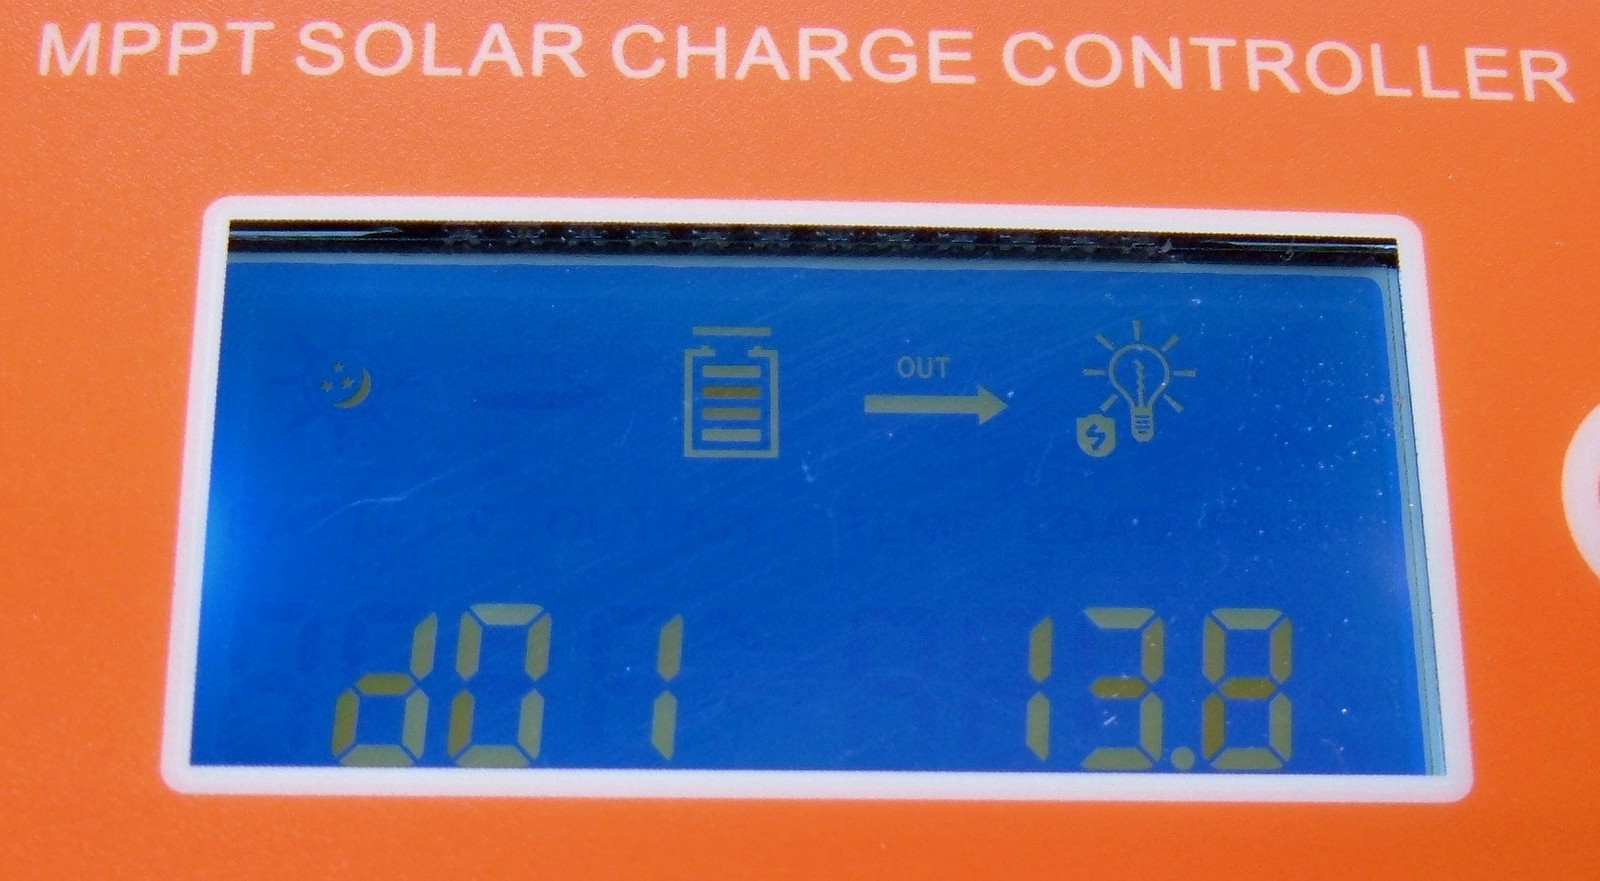 MPPT SOLAR CHARGE CONTROLLER
OUT
d01 13.8